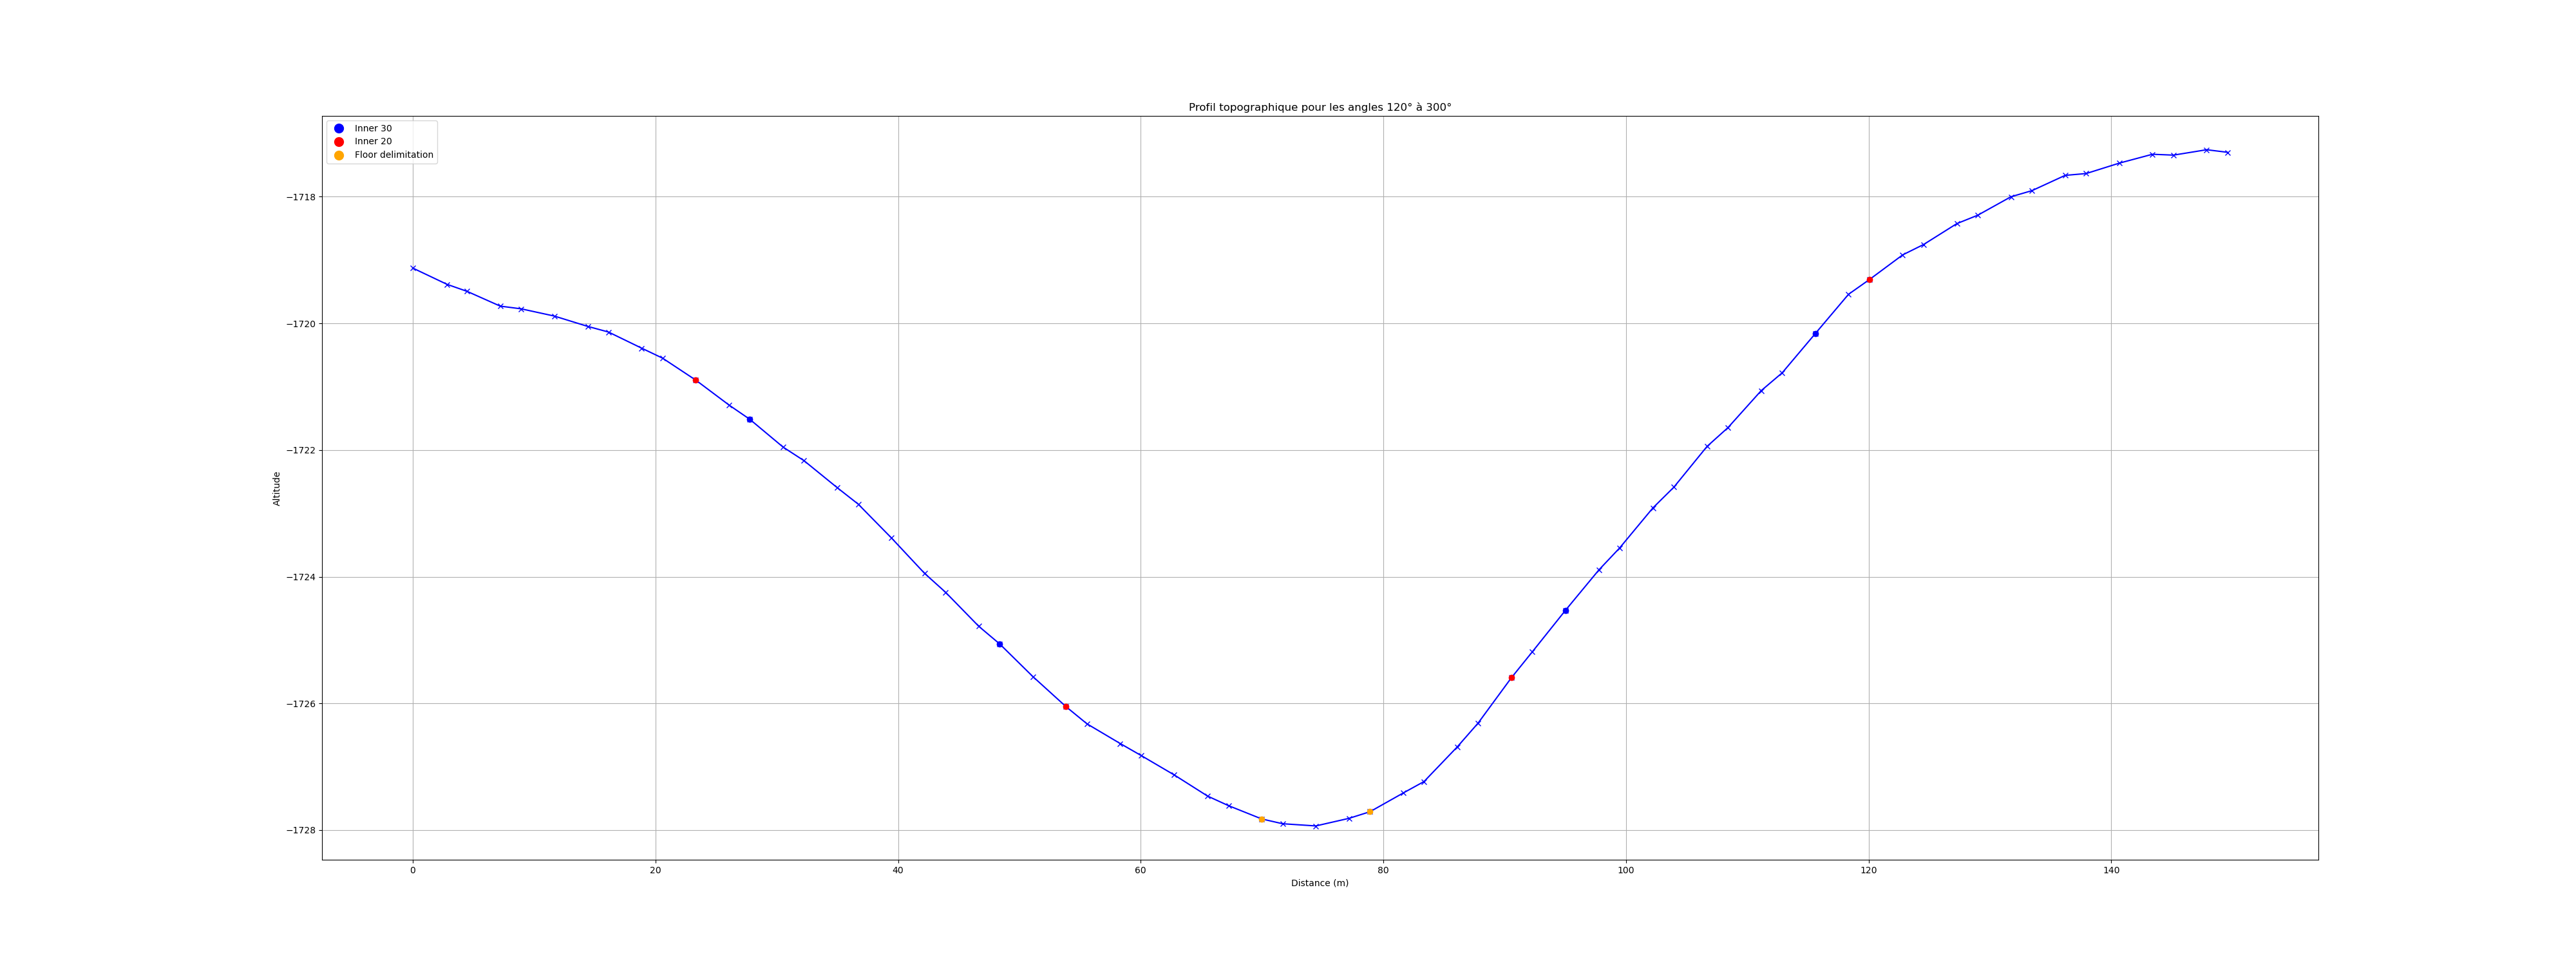 Profil topographique pour les angles 120° à 300°
Inner 30
Inner 20
Floor delimitation
Altitude
−1718
−1720
−1722
−1724
−1726
−1728
0 20 40 60 80 100 120 140
Distance (m)